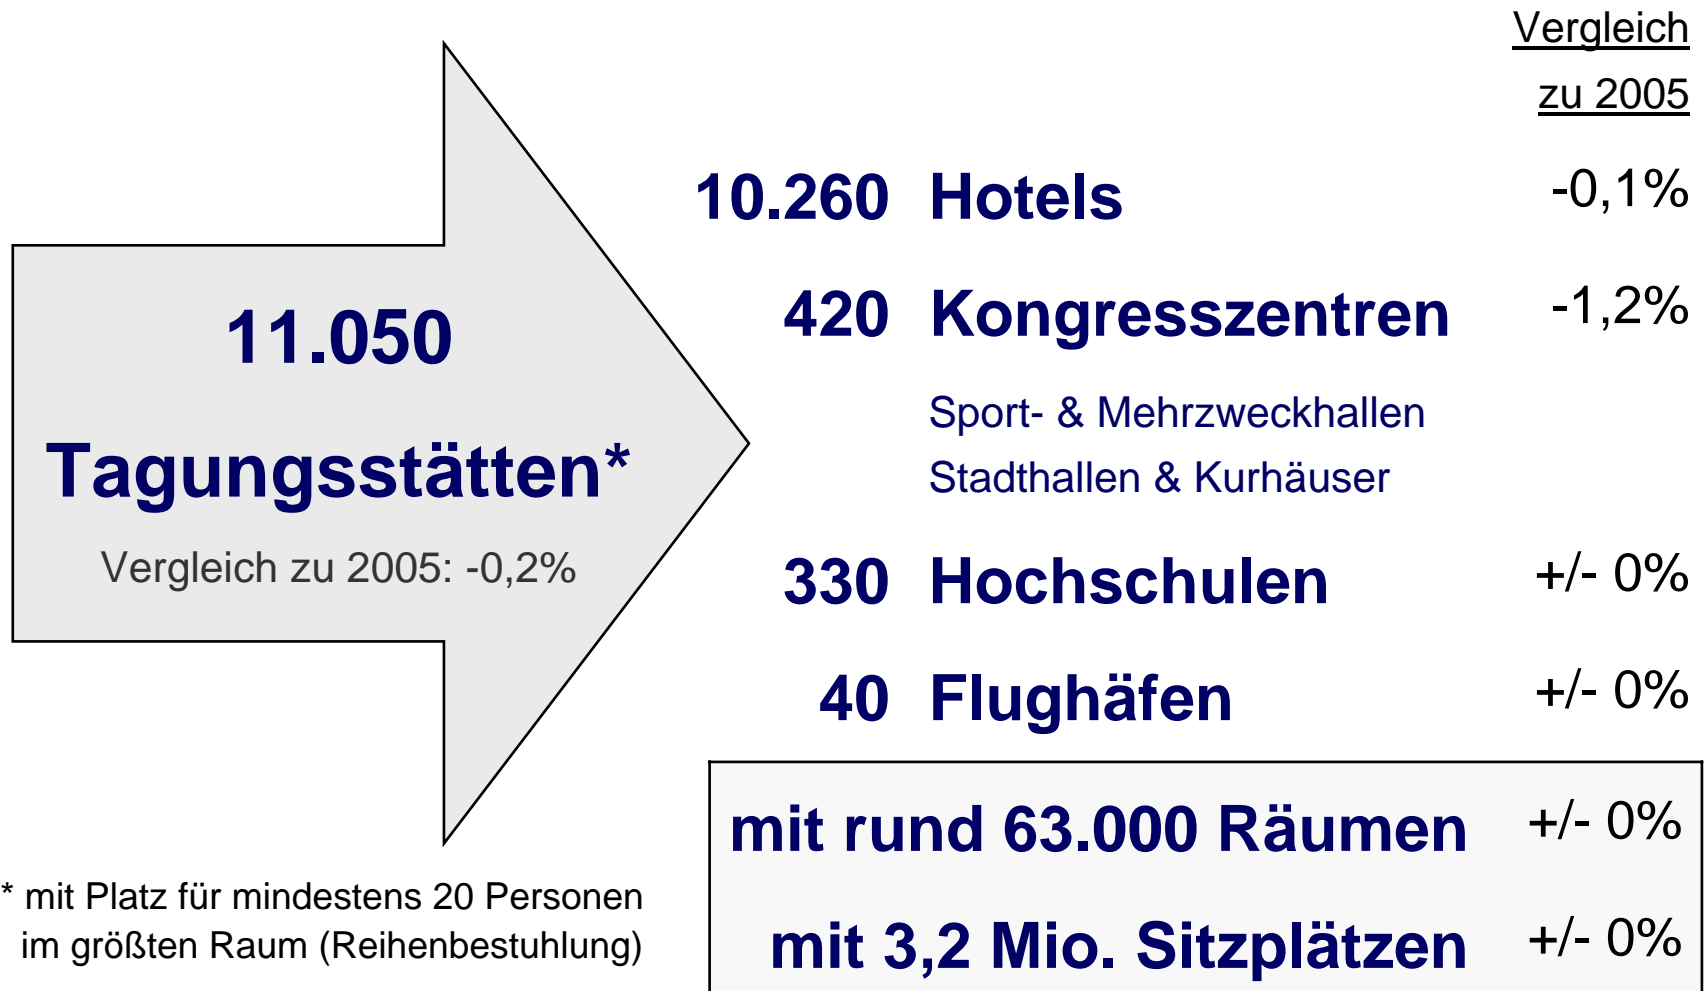 Vergleich
zu 2005
11.050
Tagungsstätten*
Vergleich zu 2005: -0,2%
10.260 Hotels -0,1%
420 Kongresszentren -1,2%
Sport- & Mehrzweckhallen
Stadthallen & Kurhäuser
330 Hochschulen +/- 0%
40 Flughäfen +/- 0%
mit rund 63.000 Räumen +/- 0%
mit 3,2 Mio. Sitzplätzen +/- 0%
* mit Platz für mindestens 20 Personen
im größten Raum (Reihenbestuhlung)